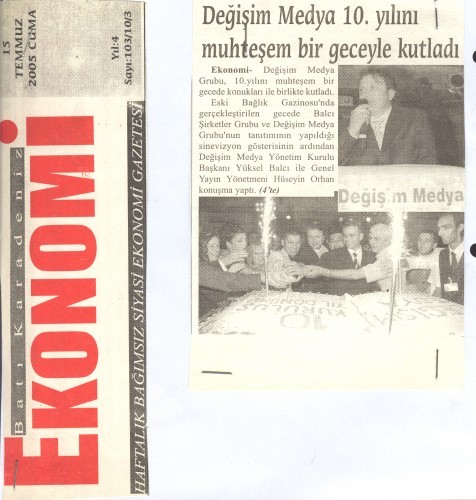 15
TEMMUZ
2005 CUMA
Yıl:4
Sayı:103/10/3
Batı Karadeniz
EKONOMİ
HAFTALIK BAĞIMSIZ SİYASİ EKONOMİ GAZETESİ
Değişim Medya 10. yılını
muhteşem bir geceyle kutladı
Ekonomi- Değişim Medya
Grubu, 10.yılını muhteşem bir
gecede konukları ile birlikte kutladı.
Eski Bağlık Gazinosu'nda
gerçekleştirilen gecede Balcı
Şirketler Grubu ve Değişim Medya
Grubu'nun tanıtımının yapıldığı
sinevizyon gösterisinin ardından
Değişim Medya Yönetim Kurulu
Başkanı Yüksel Balcı ile Genel
Yayın Yönetmeni Hüseyin Orhan
konuşma yaptı. (4'te)
Değişim Medya
10
KURULUŞ
YIL DÖNÜMÜ